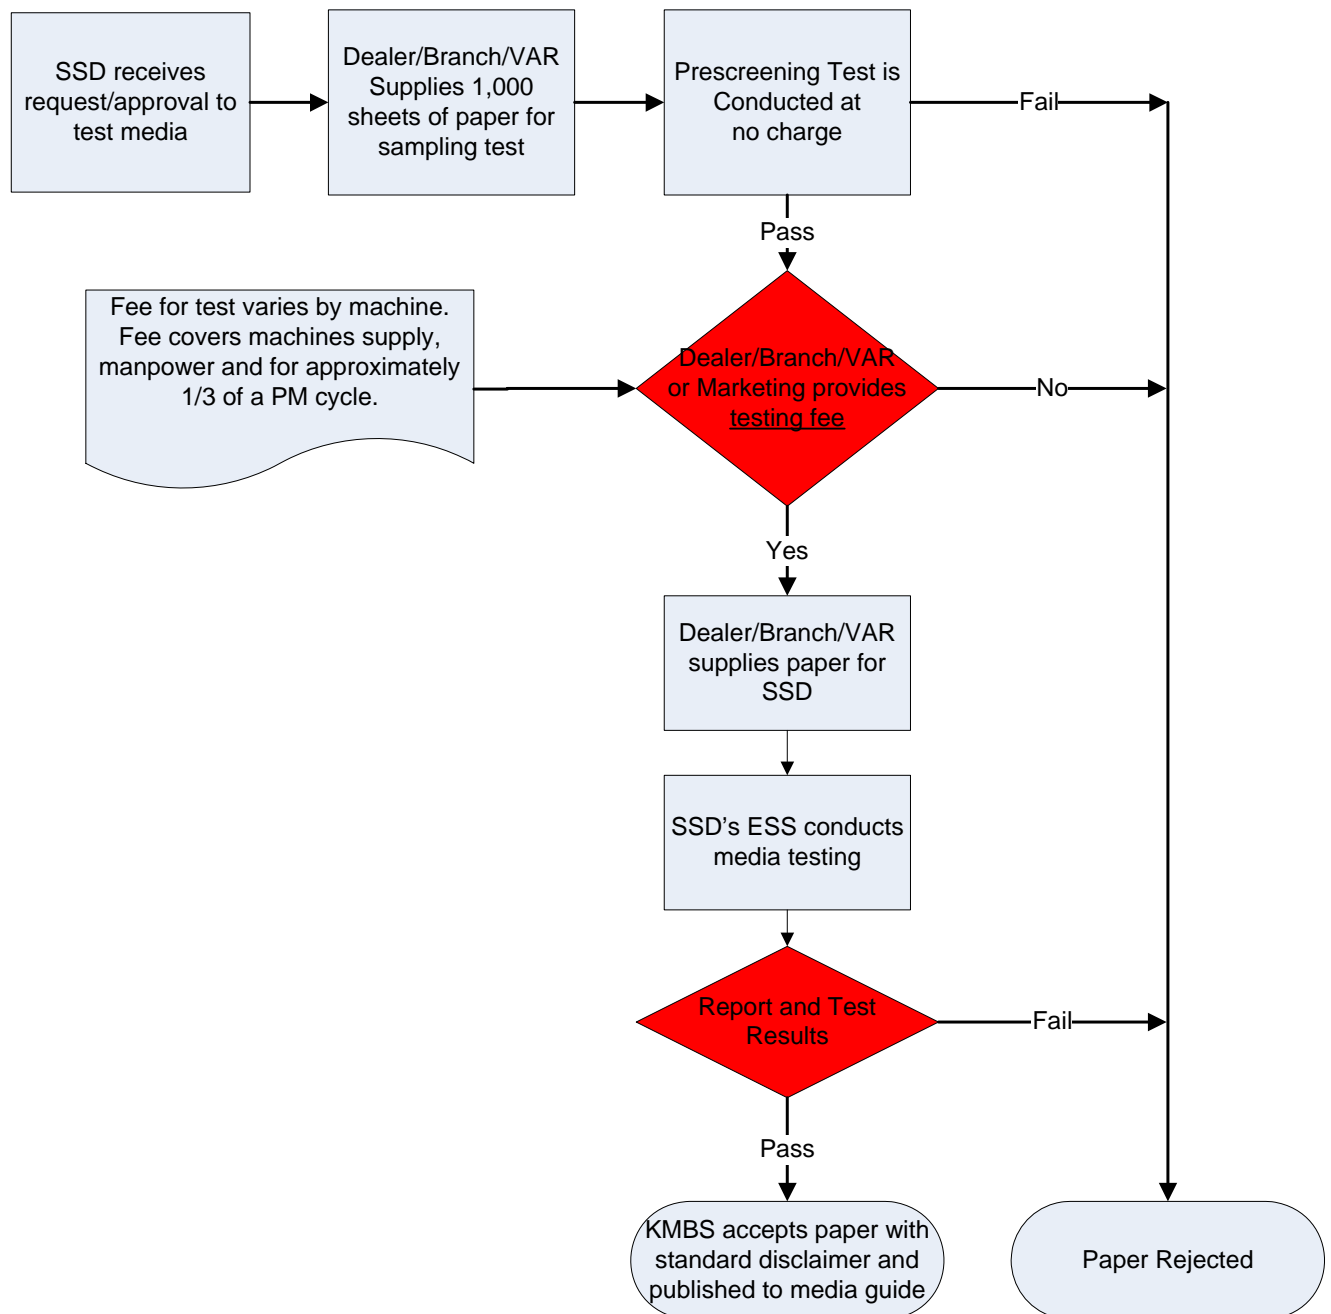 SSD receives
request/approval to
test media
Dealer/Branch/VAR
Supplies 1,000
sheets of paper for
sampling test
Prescreening Test is
Conducted at
no charge
Fail
Pass
Fee for test varies by machine.
Fee covers machines supply,
manpower and for approximately
1/3 of a PM cycle.
Dealer/Branch/VAR
or Marketing provides
testing fee
No
Yes
Dealer/Branch/VAR
supplies paper for
SSD
SSD’s ESS conducts
media testing
Report and Test
Results
Fail
Pass
KMBS accepts paper with
standard disclaimer and
published to media guide
Paper Rejected